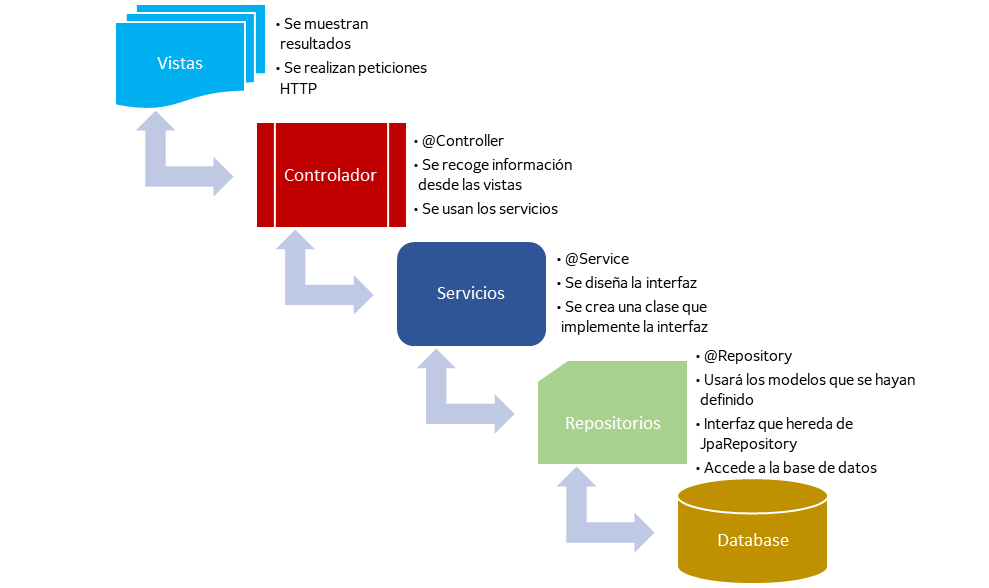 Vistas
• Se muestran
resultados
• Se realizan peticiones
HTTP
Controlador
• @Controller
• Se recoge información
desde las vistas
• Se usan los servicios
Servicios
• @Service
• Se diseña la interfaz
• Se crea una clase que
implemente la interfaz
Repositorios
• @Repository
• Usará los modelos que se hayan
definido
• Interfaz que hereda de
JpaRepository
• Accede a la base de datos
Database